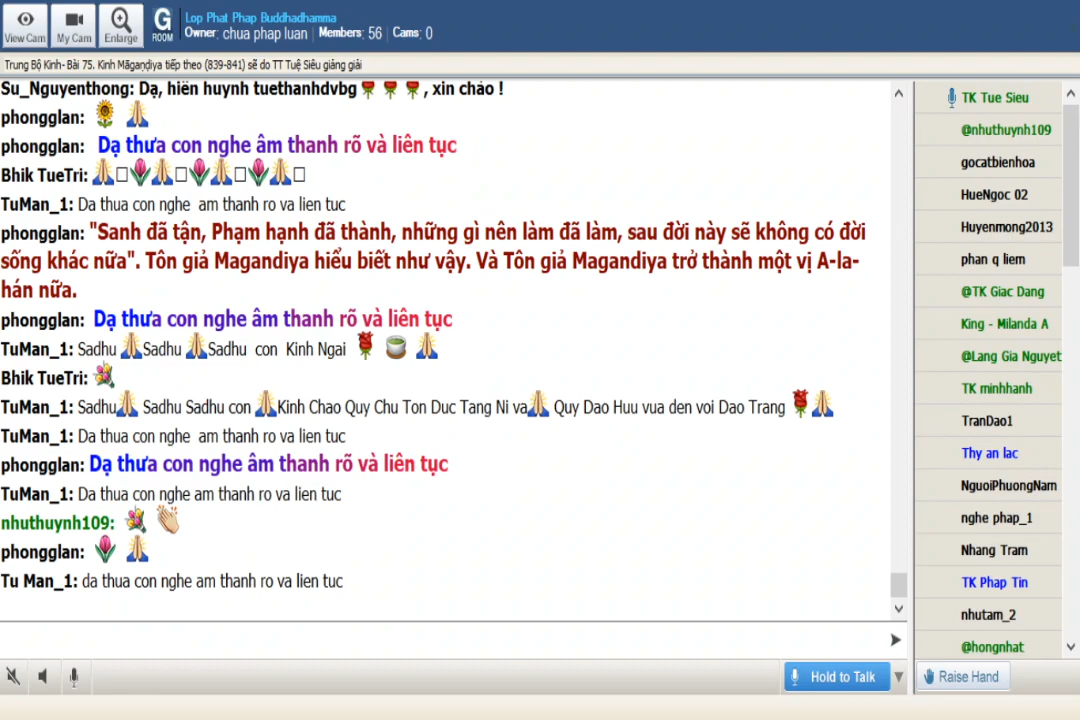 View Cam
My Cam
Enlarge
G ROOM
Lop Phat Phap Buddhadhamma
Owner: chua phap luan | Members: 56 | Cams: 0
Trung Bộ Kinh- Bài 75. Kinh Māgaṇḍiya tiếp theo (839-841) sẽ do TT Tuệ Siêu giảng giải
Su_Nguyenthong: Dạ, hiền huynh tuethanhdvbg 🌹 🌹 🌹 , xin chào !
phongglan: 🌻 🙏
phongglan: Dạ thưa con nghe âm thanh rõ và liên tục
Bhik TueTri: 🙏□🌷🙏□🌷🙏□🌷🙏□
TuMan_1: Da thua con nghe am thanh ro va lien tuc
phongglan: "Sanh đã tận, Phạm hạnh đã thành, những gì nên làm đã làm, sau đời này sẽ không có đời
sống khác nữa". Tôn giả Magandiya hiểu biết như vậy. Và Tôn giả Magandiya trở thành một vị A-la-
hán nữa.
phongglan: Dạ thưa con nghe âm thanh rõ và liên tục
TuMan_1: Sadhu 🙏Sadhu 🙏Sadhu con Kinh Ngai 🌹 🍵 🙏
Bhik TueTri: 💐
TuMan_1: Sadhu🙏 Sadhu Sadhu con 🙏Kinh Chao Quy Chu Ton Duc Tang Ni va🙏 Quy Dao Huu vua den voi Dao Trang 🌹🙏
TuMan_1: Da thua con nghe am thanh ro va lien tuc
phongglan: Dạ thưa con nghe âm thanh rõ và liên tục
TuMan_1: Da thua con nghe am thanh ro va lien tuc
nhuthuynh109: 💐 👏
phongglan: 🌷 🙏
Tu Man_1: da thua con nghe am thanh ro va lien tuc
TK Tue Sieu
@nhuthuynh109
gocatbienhoa
HueNgoc 02
Huyenmong2013
phan q liem
@TK Giac Dang
King - Milanda A
@Lang Gia Nguyet
TK minhhanh
TranDao1
Thy an lac
NguoiPhuongNam
nghe phap_1
Nhang Tram
TK Phap Tin
nhutam_2
@hongnhat
Hold to Talk
Raise Hand